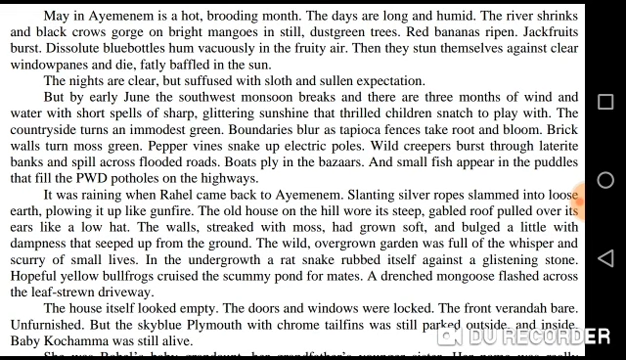 May in Ayemenem is a hot, brooding month. The days are long and humid. The river shrinks
and black crows gorge on bright mangoes in still, dustgreen trees. Red bananas ripen. Jackfruits
burst. Dissolute bluebottles hum vacuously in the fruity air. Then they stun themselves against clear
windowpanes and die, fatly baffled in the sun.
The nights are clear, but suffused with sloth and sullen expectation.
But by early June the southwest monsoon breaks and there are three months of wind and
water with short spells of sharp, glittering sunshine that thrilled children snatch to play with. The
countryside turns an immodest green. Boundaries blur as tapioca fences take root and bloom. Brick
walls turn moss green. Pepper vines snake up electric poles. Wild creepers burst through laterite
banks and spill across flooded roads. Boats ply in the bazaars. And small fish appear in the puddles
that fill the PWD potholes on the highways.
It was raining when Rahel came back to Ayemenem. Slanting silver ropes slammed into loose
earth, plowing it up like gunfire. The old house on the hill wore its steep, gabled roof pulled over its
ears like a low hat. The walls, streaked with moss, had grown soft, and bulged a little with
dampness that seeped up from the ground. The wild, overgrown garden was full of the whisper and
scurry of small lives. In the undergrowth a rat snake rubbed itself against a glistening stone.
Hopeful yellow bullfrogs cruised the scummy pond for mates. A drenched mongoose flashed across
the leaf-strewn driveway.
The house itself looked empty. The doors and windows were locked. The front verandah bare.
Unfurnished. But the skyblue Plymouth with chrome tailfins was still parked outside, and inside,
Baby Kochamma was still alive.
DU RECORDER
She was Rahel's baby grandaunt, her grandfather's younger sister. Her name was really